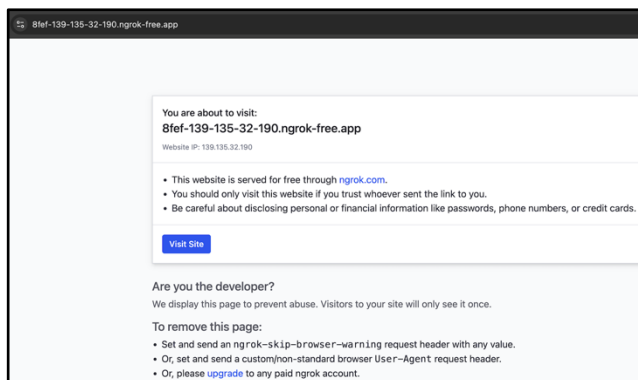 8fef-139-135-32-190.ngrok-free.app
You are about to visit:
8fef-139-135-32-190.ngrok-free.app
Website IP: 139.135.32.190
• This website is served for free through ngrok.com.
• You should only visit this website if you trust whoever sent the link to you.
• Be careful about disclosing personal or financial information like passwords, phone numbers, or credit cards.
Visit Site
Are you the developer?
We display this page to prevent abuse. Visitors to your site will only see it once.
To remove this page:
• Set and send an ngrok-skip-browser-warning request header with any value.
• Or, set and send a custom/non-standard browser User-Agent request header.
• Or, please upgrade to any paid ngrok account.